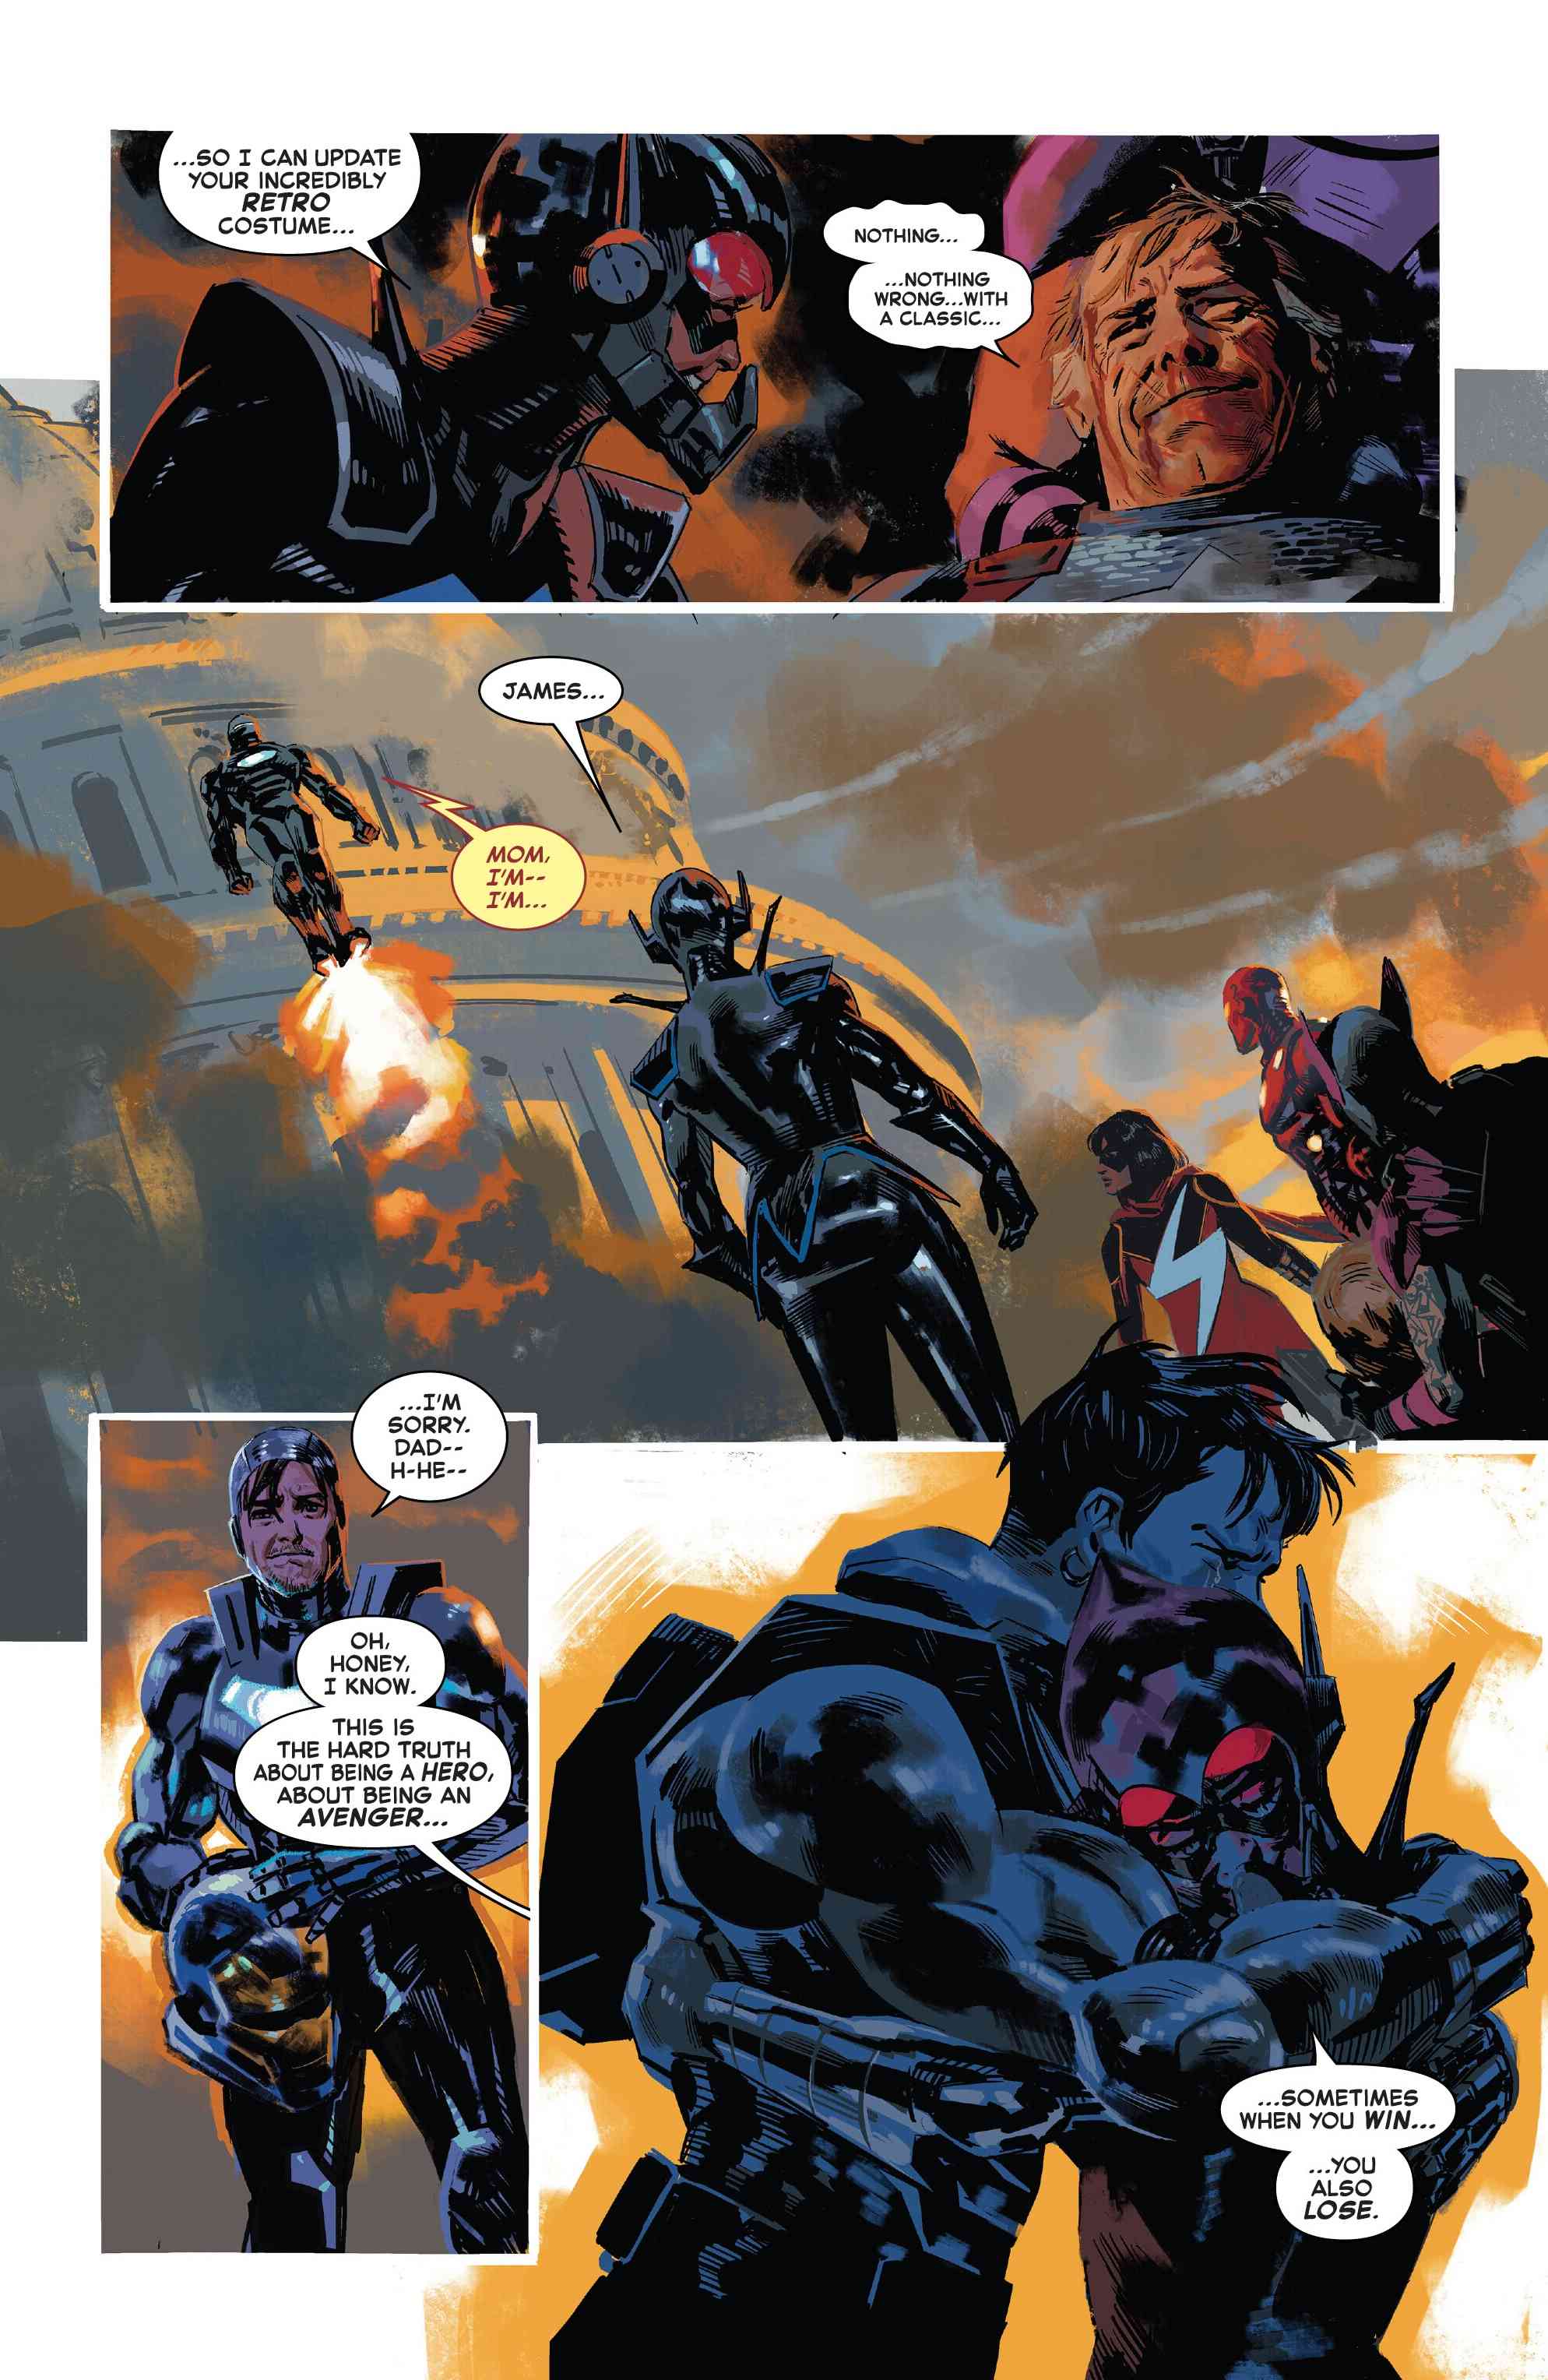 ...SO I CAN UPDATE
YOUR INCREDIBLY
RETRO
COSTUME...
NOTHING...
...NOTHING
WRONG...WITH
A CLASSIC...
JAMES...
MOM,
I'M--
I'M...
...I'M
SORRY.
DAD--
H-HE--
OH,
HONEY,
I KNOW.
THIS IS
THE HARD TRUTH
ABOUT BEING A HERO,
ABOUT BEING AN
AVENGER...
...SOMETIMES
WHEN YOU WIN...
...YOU
ALSO
LOSE.